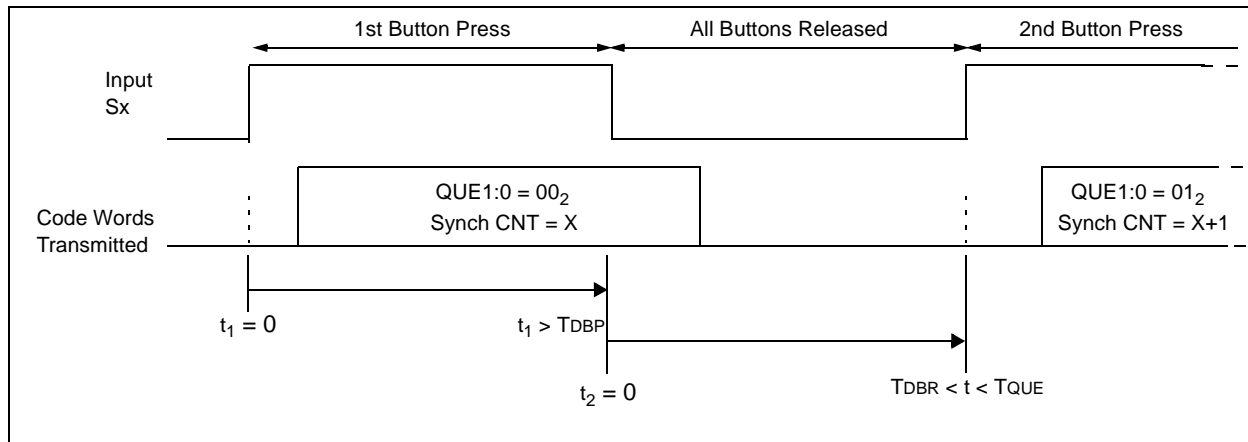 1st Button Press
All Buttons Released
2nd Button Press
Input
Sx
QUE1:0 = 00₂
Synch CNT = X
QUE1:0 = 01₂
Synch CNT = X+1
Code Words
Transmitted
t₁ = 0
t₁ > TDBP
t₂ = 0
TDBR < t < TQUE